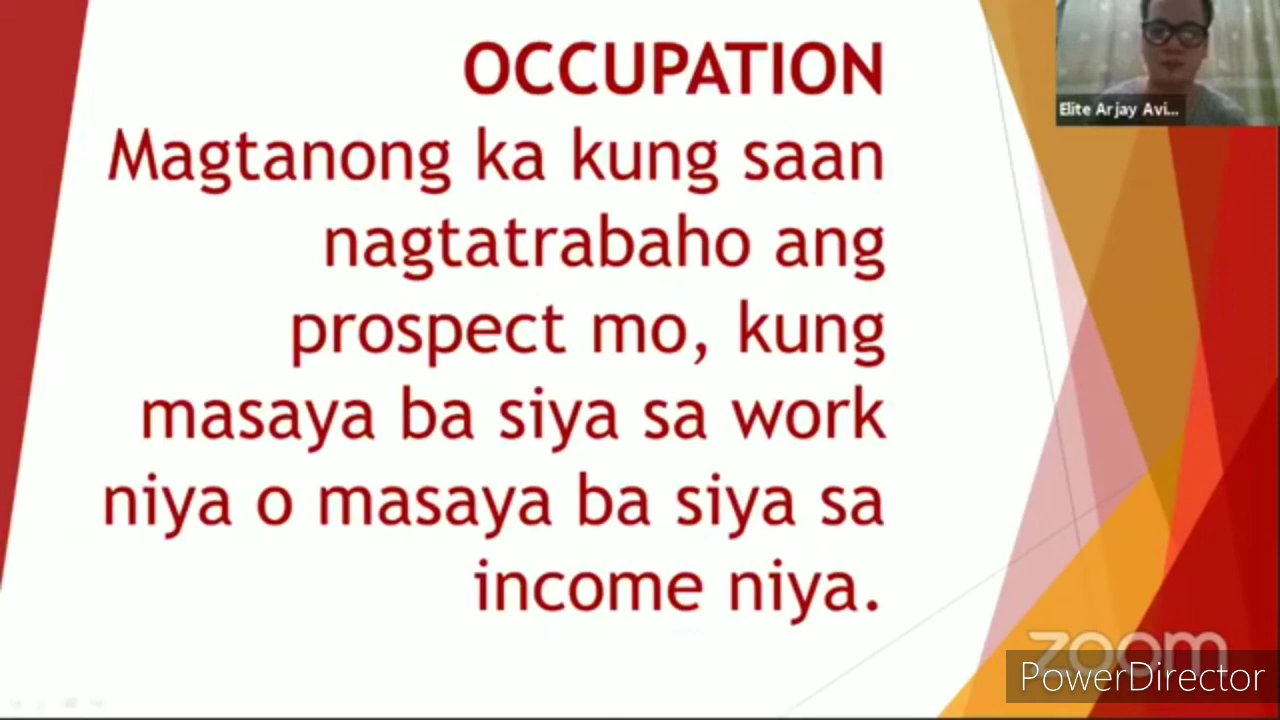 OCCUPATION
Magtanong ka kung saan
nagtatrabaho ang
prospect mo, kung
masaya ba siya sa work
niya o masaya ba siya sa
income niya.
Elite Arjay Avi...
zoom
PowerDirector